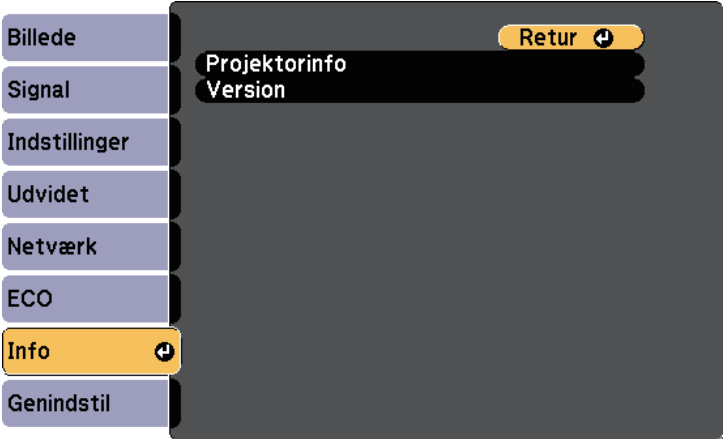 Billede
Signal
Indstillinger
Udvidet
Netværk
ECO
Info
Genindstil
Retur
Projektorinfo
Version